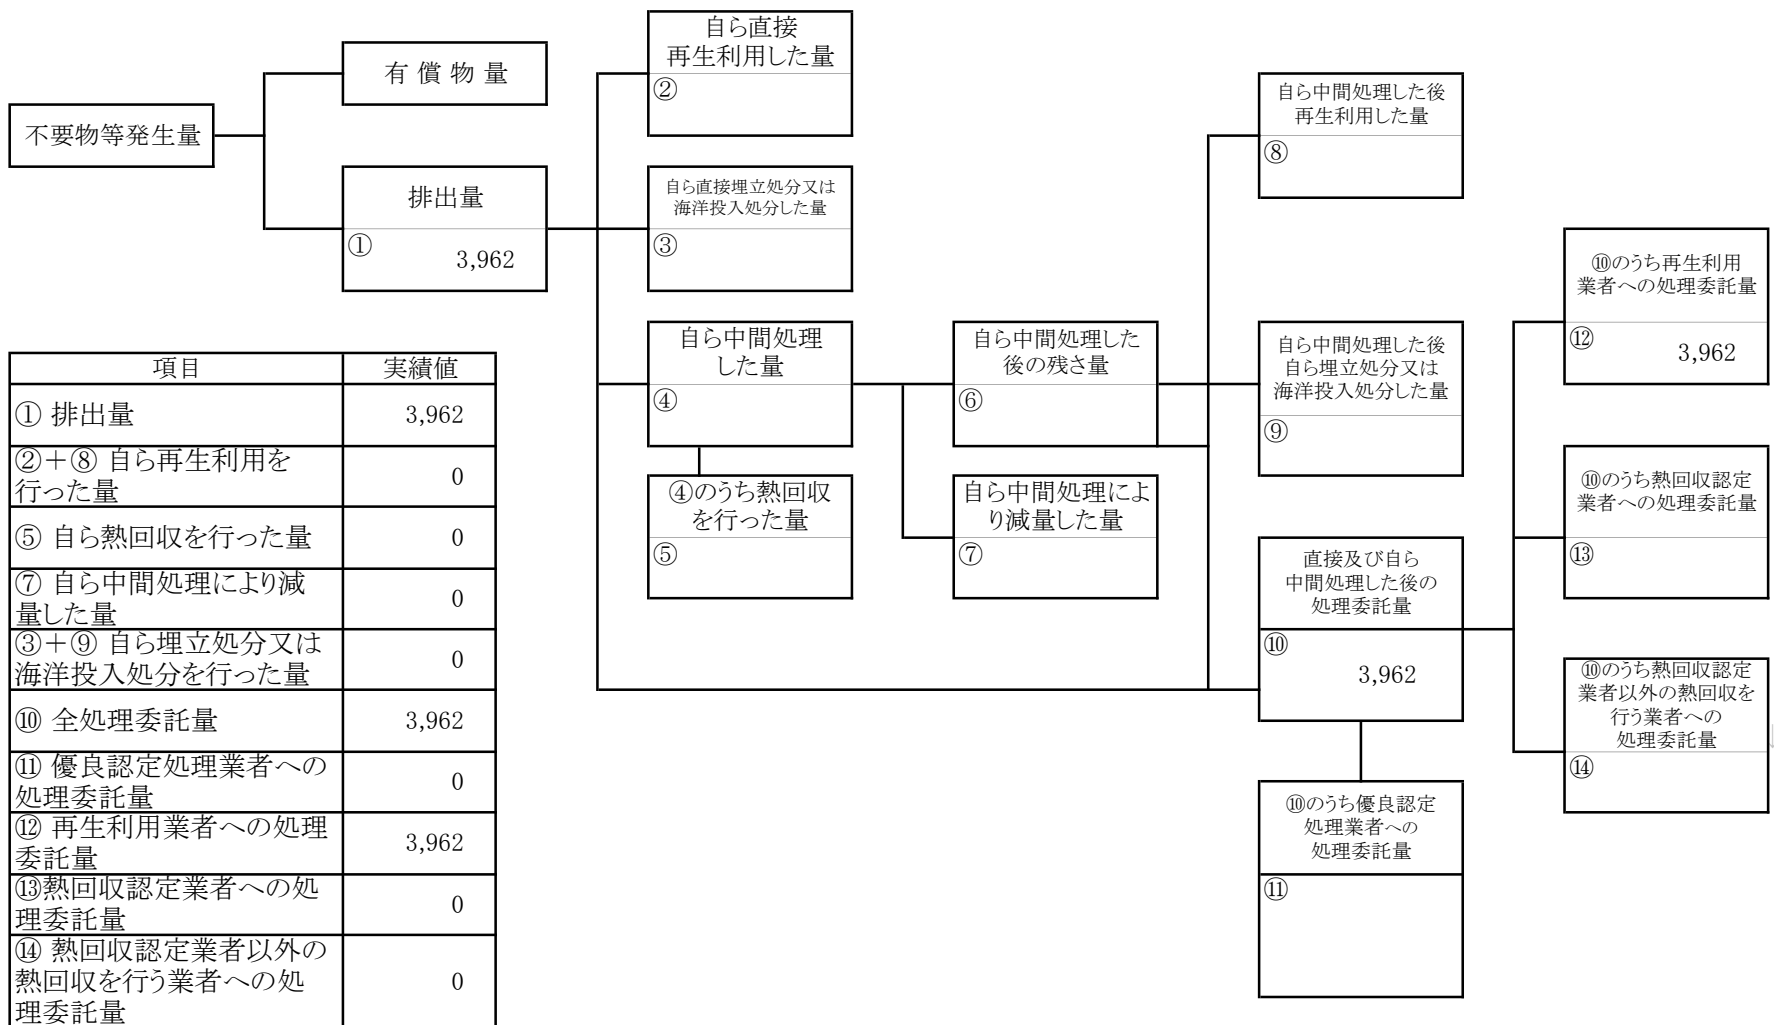 不要物等発生量
有 償 物 量
排出量
①
3,962
自ら直接
再生利用した量
②
自ら直接埋立処分又は
海洋投入処分した量
③
自ら中間処理
した量
④
④のうち熱回収
を行った量
⑤
自ら中間処理した
後の残さ量
⑥
自ら中間処理によ
り減量した量
⑦
自ら中間処理した後
再生利用した量
⑧
自ら中間処理した後
自ら埋立処分又は
海洋投入処分した量
⑨
直接及び自ら
中間処理した後の
処理委託量
⑩
3,962
⑩のうち優良認定
処理業者への
処理委託量
⑪
⑩のうち再生利用
業者への処理委託量
⑫
3,962
⑩のうち熱回収認定
業者への処理委託量
⑬
⑩のうち熱回収認定
業者以外の熱回収を
行う業者への
処理委託量
⑭
項目 実績値
① 排出量 3,962
②＋⑧ 自ら再生利用を
行った量 0
⑤ 自ら熱回収を行った量 0
⑦ 自ら中間処理により減
量した量 0
③＋⑨ 自ら埋立処分又は
海洋投入処分を行った量 0
⑩ 全処理委託量 3,962
⑪ 優良認定処理業者への
処理委託量 0
⑫ 再生利用業者への処理
委託量 3,962
⑬熱回収認定業者への処
理委託量 0
⑭ 熱回収認定業者以外の
熱回収を行う業者への処
理委託量 0